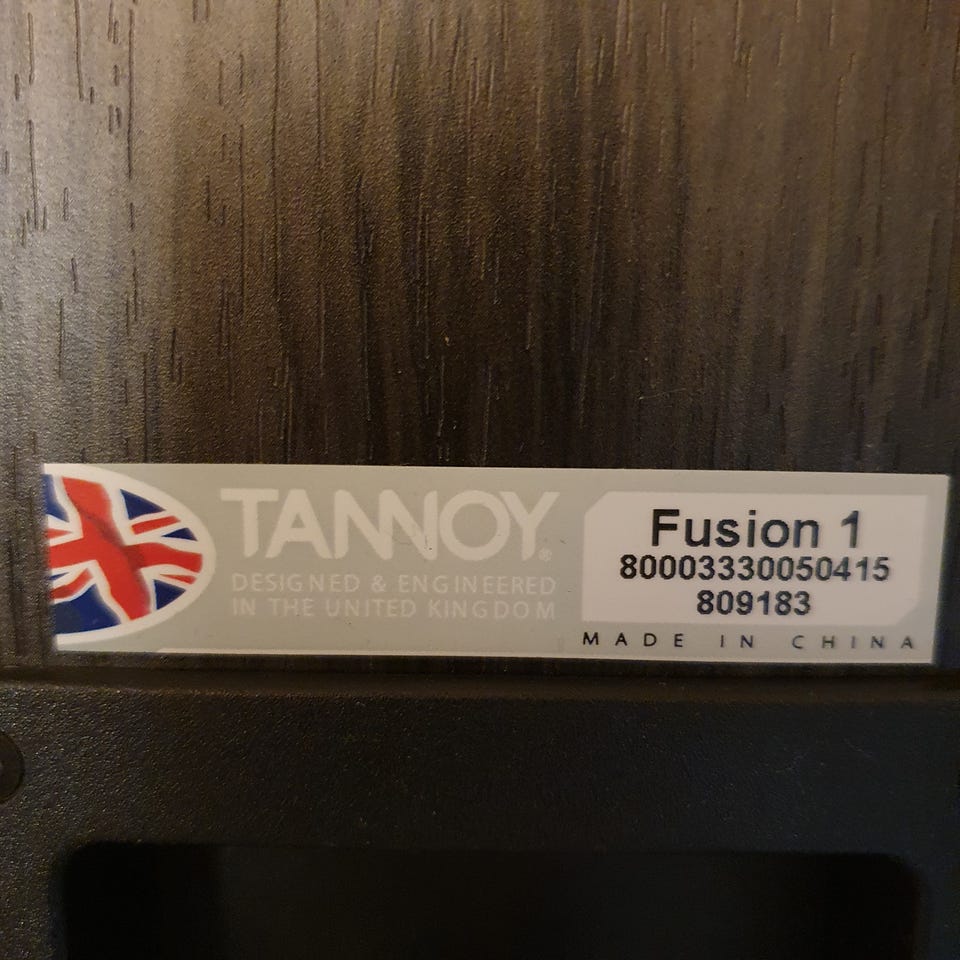 TANNOY®
DESIGNED & ENGINEERED
IN THE UNITED KINGDOM
Fusion 1
80003330050415
809183
MADE IN CHINA